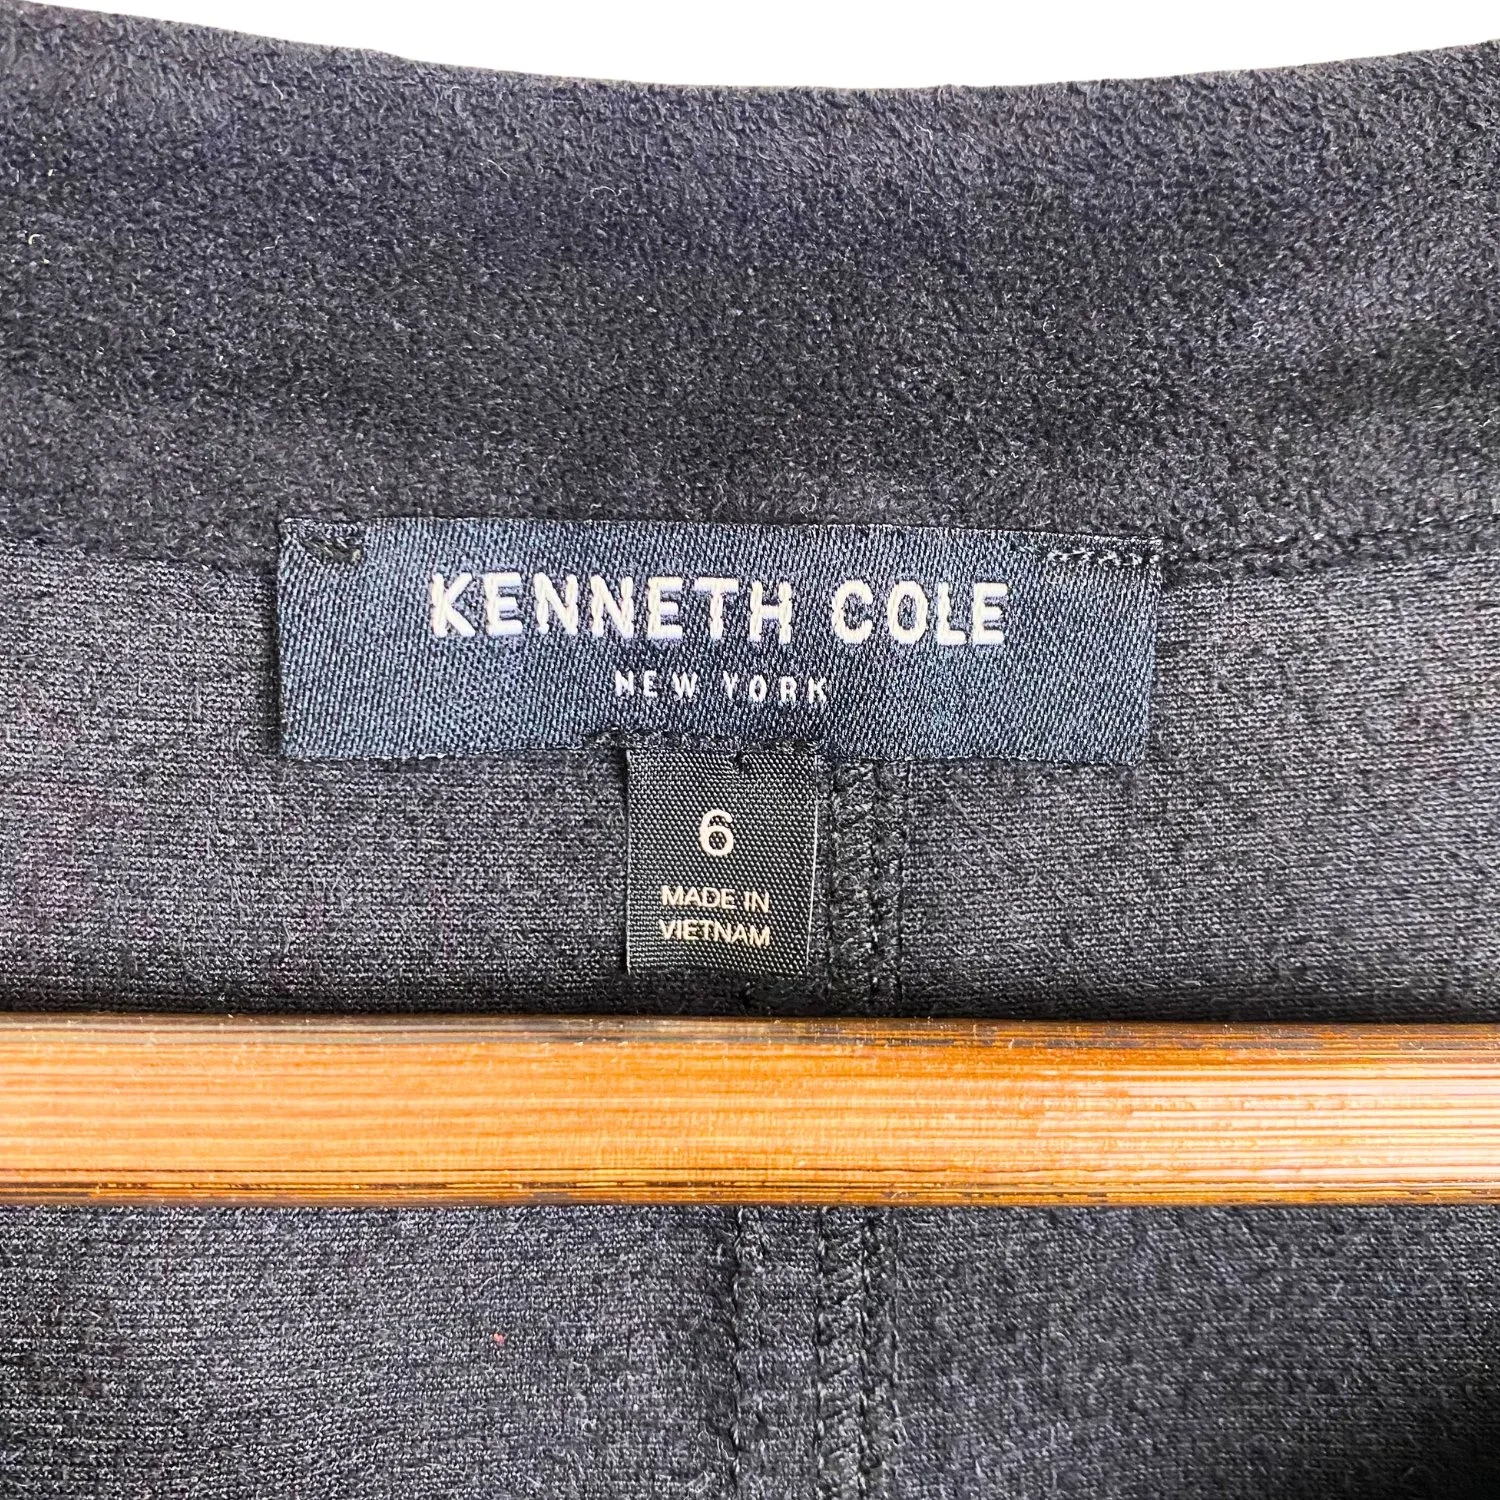 KENNETH COLE
NEW YORK
6
MADE IN
VIETNAM